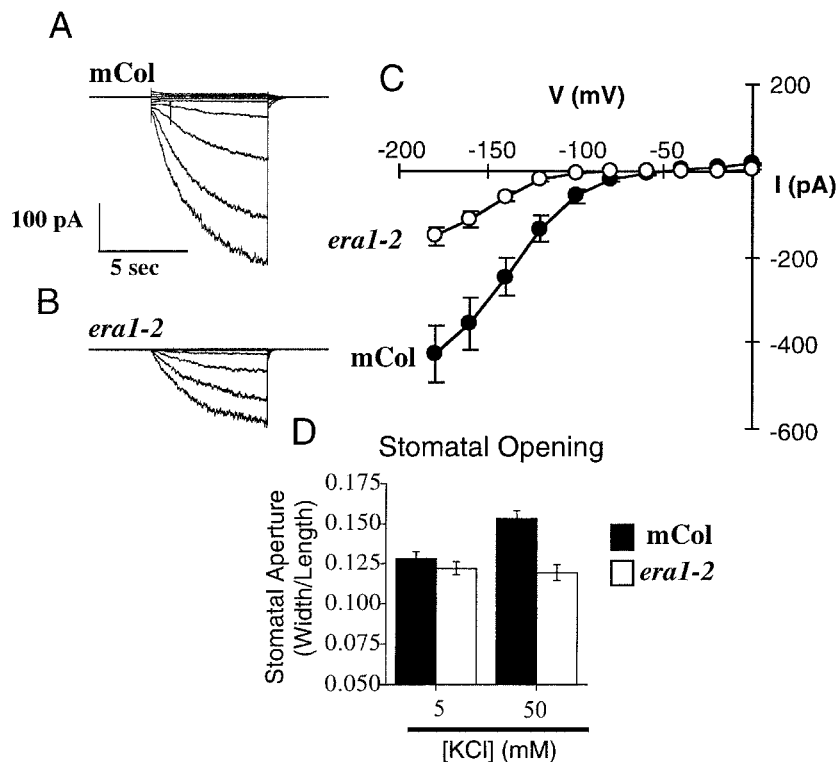 A
mCol
100 pA
5 sec
B
era1-2
C
V (mV)
-200 -150 -100 -50
200
I (pA)
-200
-400
-600
era1-2
mCol
D
Stomatal Opening
Stomatal Aperture
(Width/Length)
0.175
0.150
0.125
0.100
0.075
0.050
5 50
[KCl] (mM)
mCol
era1-2